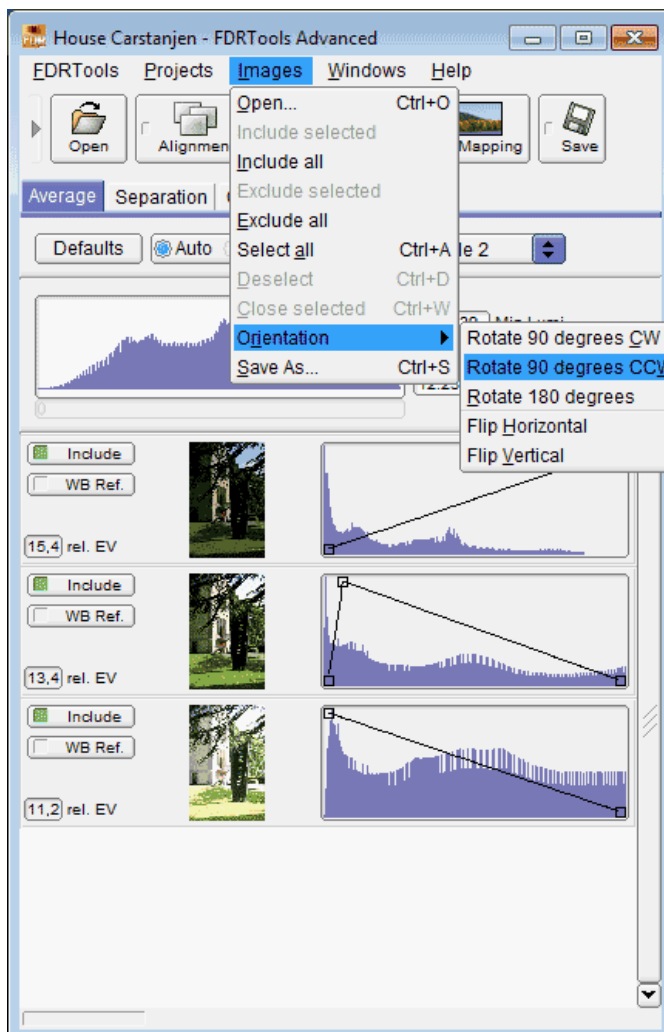 House Carstanjen - FDRTools Advanced
FDRTools Projects Images Windows Help
Open Alignmen Mapping Save
Open... Ctrl+O
Include selected
Include all
Exclude selected
Exclude all
Select all Ctrl+A
Deselect Ctrl+D
Close selected Ctrl+W
Orientation
Save As... Ctrl+S
Rotate 90 degrees CW
Rotate 90 degrees CCW
Rotate 180 degrees
Flip Horizontal
Flip Vertical
Average Separation
Defaults Auto le 2
0
Include
WB Ref.
15,4 rel. EV
Include
WB Ref.
13,4 rel. EV
Include
WB Ref.
11,2 rel. EV